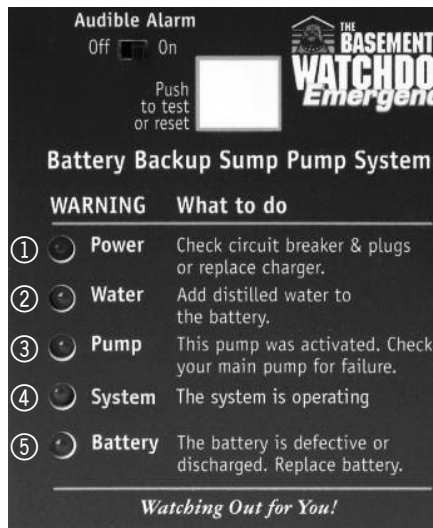 Audible Alarm
Off On
Push
to test
or reset
THE
BASEMENT
WATCHDO
Emergenc
Battery Backup Sump Pump System
WARNING What to do
① Power Check circuit breaker & plugs
or replace charger.
② Water Add distilled water to
the battery.
③ Pump This pump was activated. Check
your main pump for failure.
④ System The system is operating
⑤ Battery The battery is defective or
discharged. Replace battery.
Watching Out for You!